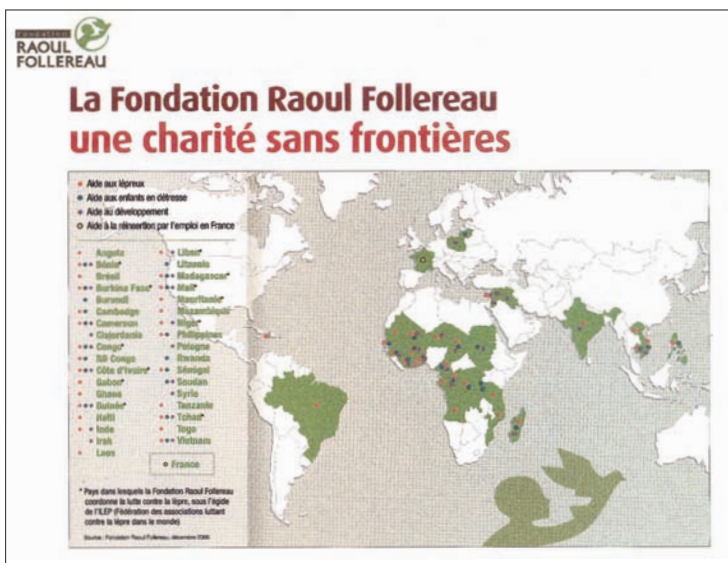 Fondation
RAOUL
FOLLEREAU
La Fondation Raoul Follereau
une charité sans frontières
Aide aux lépreux
Aide aux enfants en détresse
Aide au développement
Aide à la réinsertion par l'emploi en France
Angola
Bénin*
Brésil
Burkina Faso*
Burundi
Cambodge
Cameroun
Cisjordanie
Congo*
RD Congo
Côte d'Ivoire*
Gabon*
Ghana
Guinée*
Haïti
Inde
Irak
Laos
Liban*
Lituanie
Madagascar*
Mali*
Mauritanie*
Mozambique
Niger*
Philippines
Pologne
Rwanda
Sénégal
Soudan
Syrie
Tanzanie
Tchad*
Togo
Vietnam
France
* Pays dans lesquels la Fondation Raoul Follereau
coordonne la lutte contre la lèpre, sous l'égide
de l'ILEP (Fédération des associations luttant
contre la lèpre dans le monde)
Source : Fondation Raoul Follereau, décembre